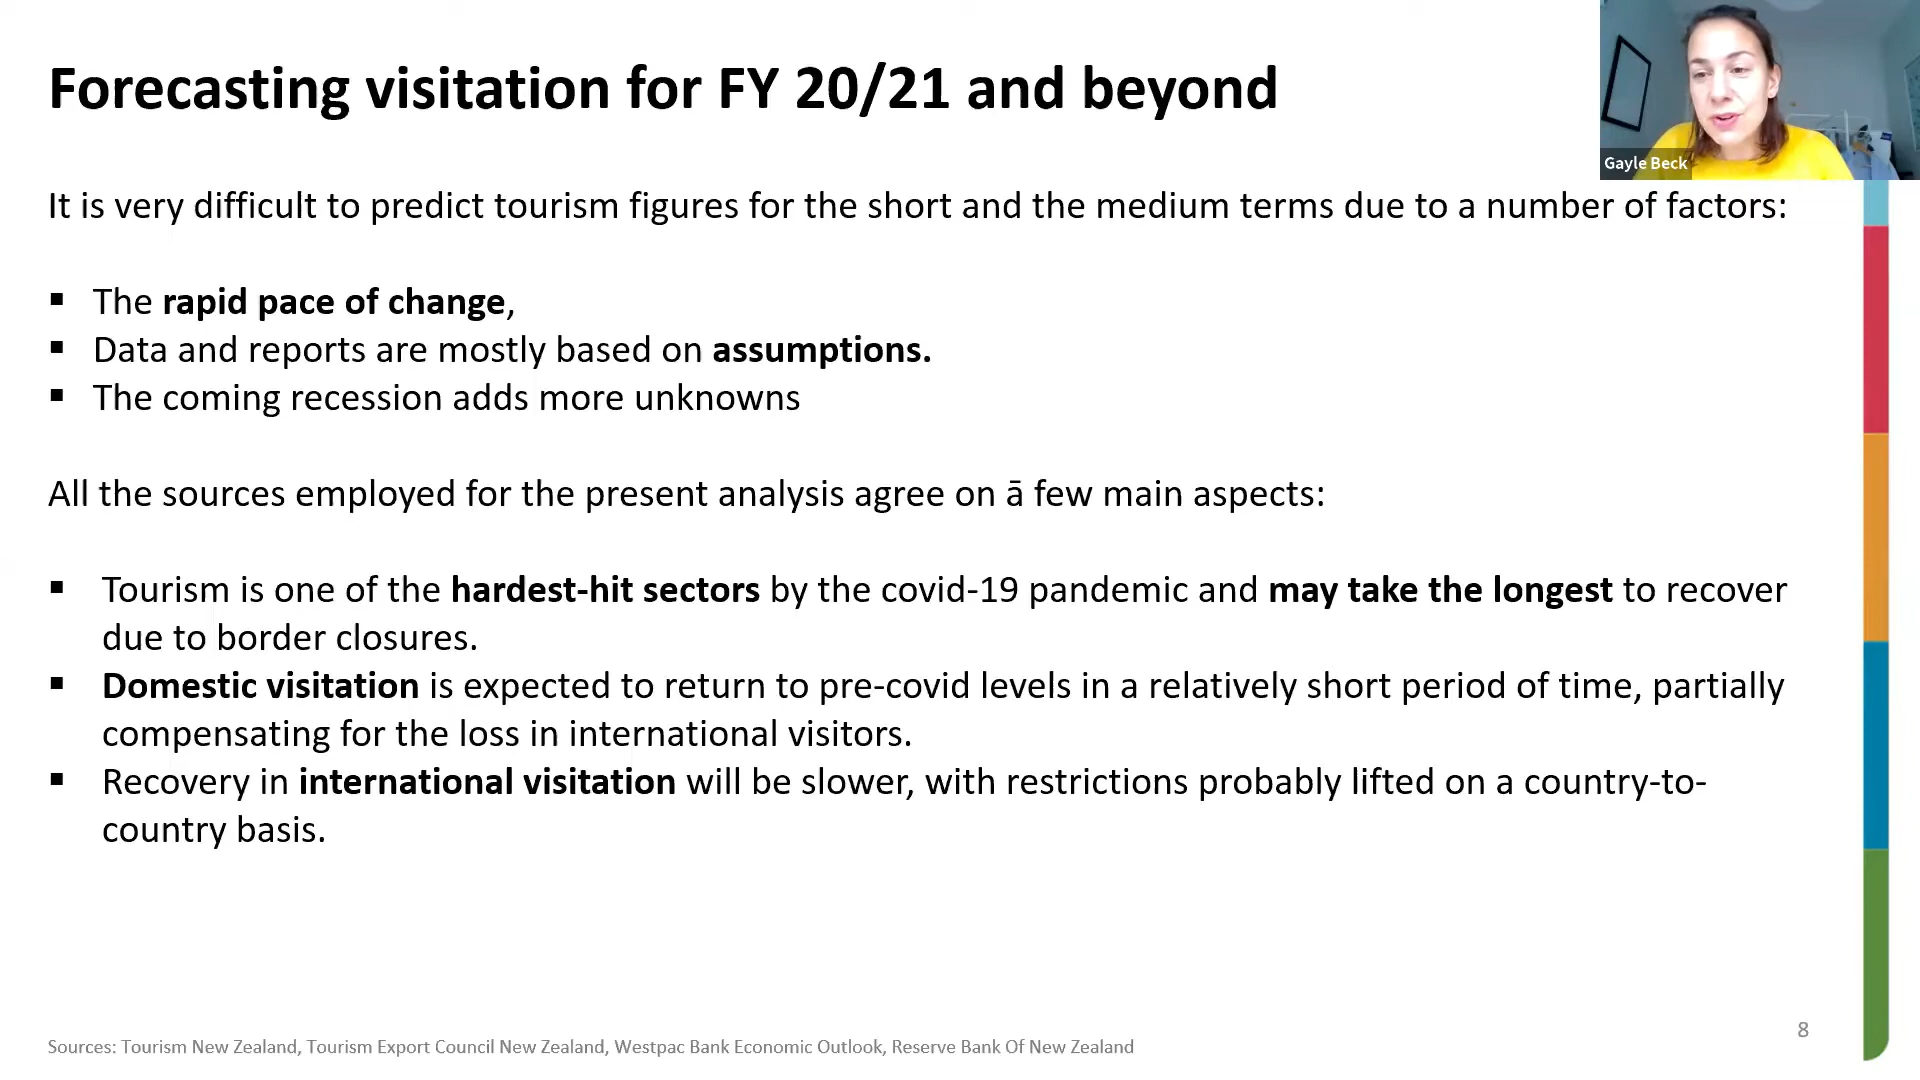 Forecasting visitation for FY 20/21 and beyond
Gayle Beck
It is very difficult to predict tourism figures for the short and the medium terms due to a number of factors:
▪ The rapid pace of change,
▪ Data and reports are mostly based on assumptions.
▪ The coming recession adds more unknowns
All the sources employed for the present analysis agree on ā few main aspects:
▪ Tourism is one of the hardest-hit sectors by the covid-19 pandemic and may take the longest to recover
due to border closures.
▪ Domestic visitation is expected to return to pre-covid levels in a relatively short period of time, partially
compensating for the loss in international visitors.
▪ Recovery in international visitation will be slower, with restrictions probably lifted on a country-to-
country basis.
8
Sources: Tourism New Zealand, Tourism Export Council New Zealand, Westpac Bank Economic Outlook, Reserve Bank Of New Zealand